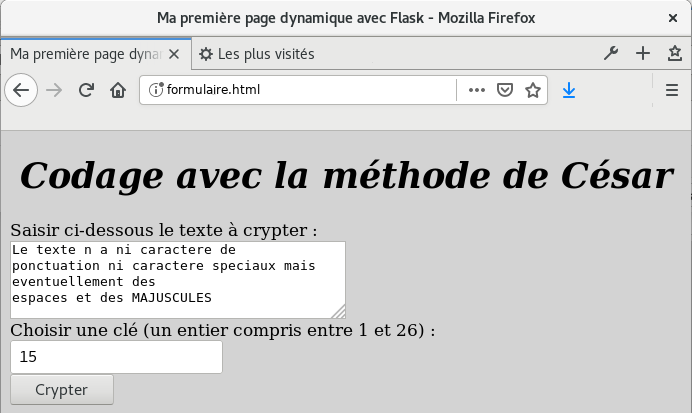 Ma première page dynamique avec Flask - Mozilla Firefox
Ma première page dynar
Les plus visités
formulaire.html
Codage avec la méthode de César
Saisir ci-dessous le texte à crypter :
Le texte n a ni caractere de
ponctuation ni caractere speciaux mais
eventuellement des
espaces et des MAJUSCULES
Choisir une clé (un entier compris entre 1 et 26) :
15
Crypter